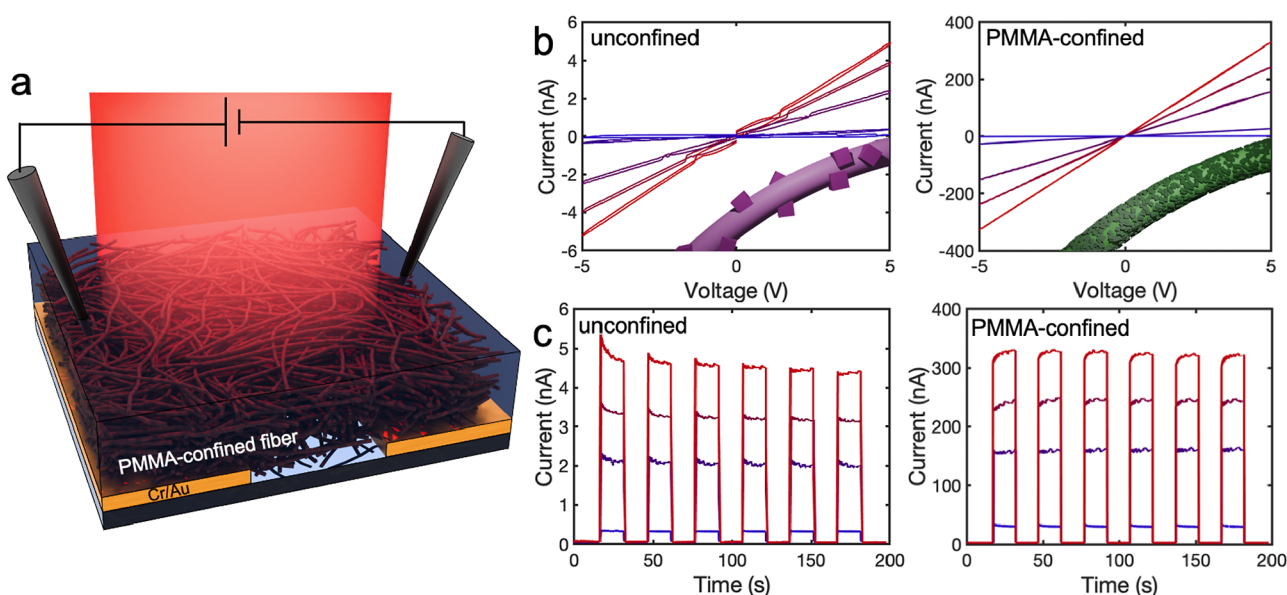 a
PMMA-confined fiber
Cr/Au
b
unconfined
Current (nA)
6
4
2
0
-2
-4
6
-5
0
5
Voltage (V)
PMMA-confined
Current (nA)
400
200
0
-200
-400
-5
0
5
Voltage (V)
c
unconfined
Current (nA)
6
5
4
3
2
1
0
0
50
100
150
200
Time (s)
PMMA-confined
Current (nA)
400
300
200
100
0
0
50
100
150
200
Time (s)